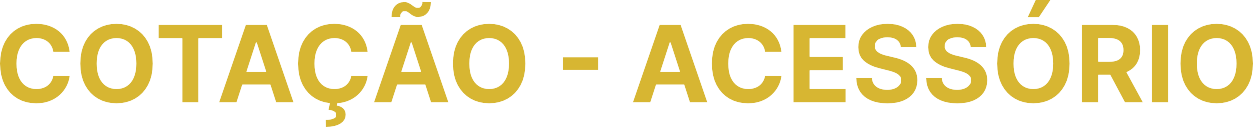 COTAÇÃO - ACESSÓRIO